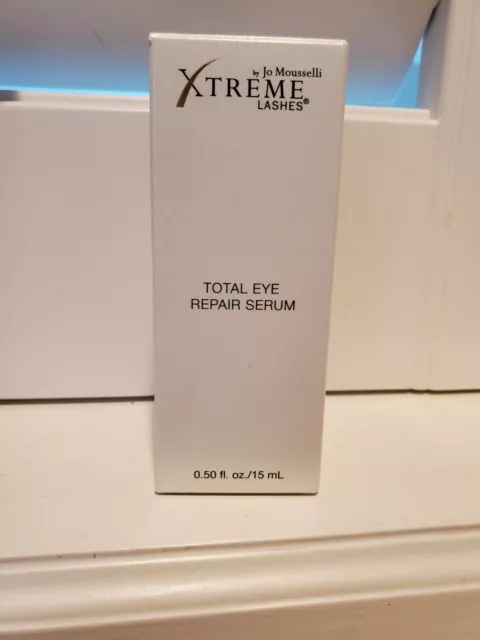 by Jo Mousselli
XTREME
LASHES®
TOTAL EYE
REPAIR SERUM
0.50 fl. oz./15 mL